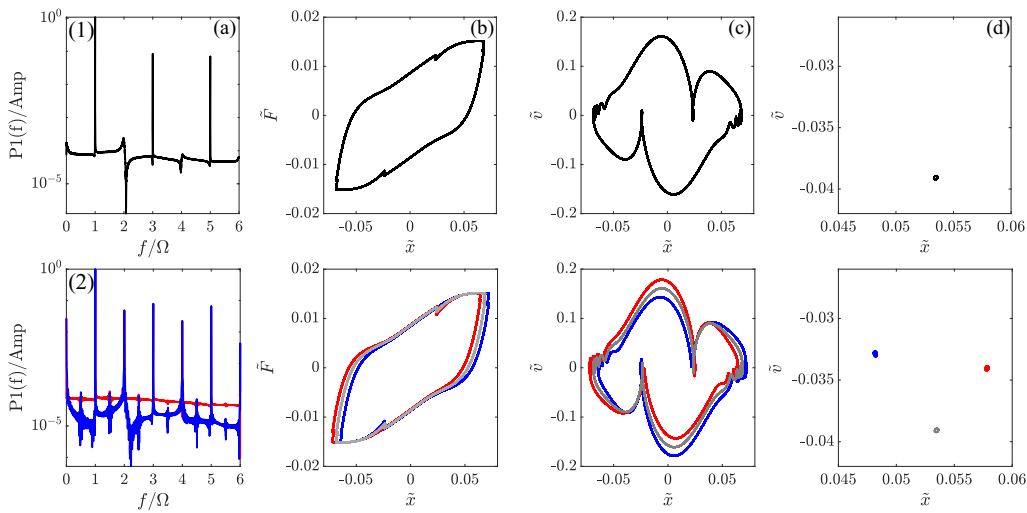 (1) (a) (b) (c) (d)
P1(f)/Amp
10^0
10^{-5}
0 1 2 3 4 5 6
f/Ω
F̃
0.02
0.01
0
-0.01
-0.02
-0.05 0 0.05
x̃
ṽ
0.2
0.1
0
-0.1
-0.2
-0.05 0 0.05
x̃
ṽ
-0.03
-0.035
-0.04
0.045 0.05 0.055 0.06
x̃
(2)
P1(f)/Amp
10^0
10^{-5}
0 1 2 3 4 5 6
f/Ω
F̃
0.02
0.01
0
-0.01
-0.02
-0.05 0 0.05
x̃
ṽ
0.2
0.1
0
-0.1
-0.2
-0.05 0 0.05
x̃
ṽ
-0.03
-0.035
-0.04
0.045 0.05 0.055 0.06
x̃